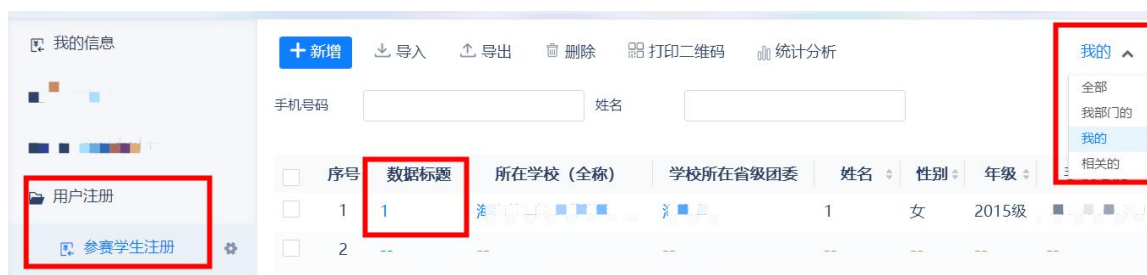 我的信息
用户注册
参赛学生注册
新增 导入 导出 删除 打印二维码 统计分析
我的
全部
我部门的
我的
相关的
手机号码 姓名
序号 数据标题 所在学校（全称） 学校所在省级团委 姓名 性别 年级
1 1 1 女 2015级
2 -- -- -- -- -- -- --